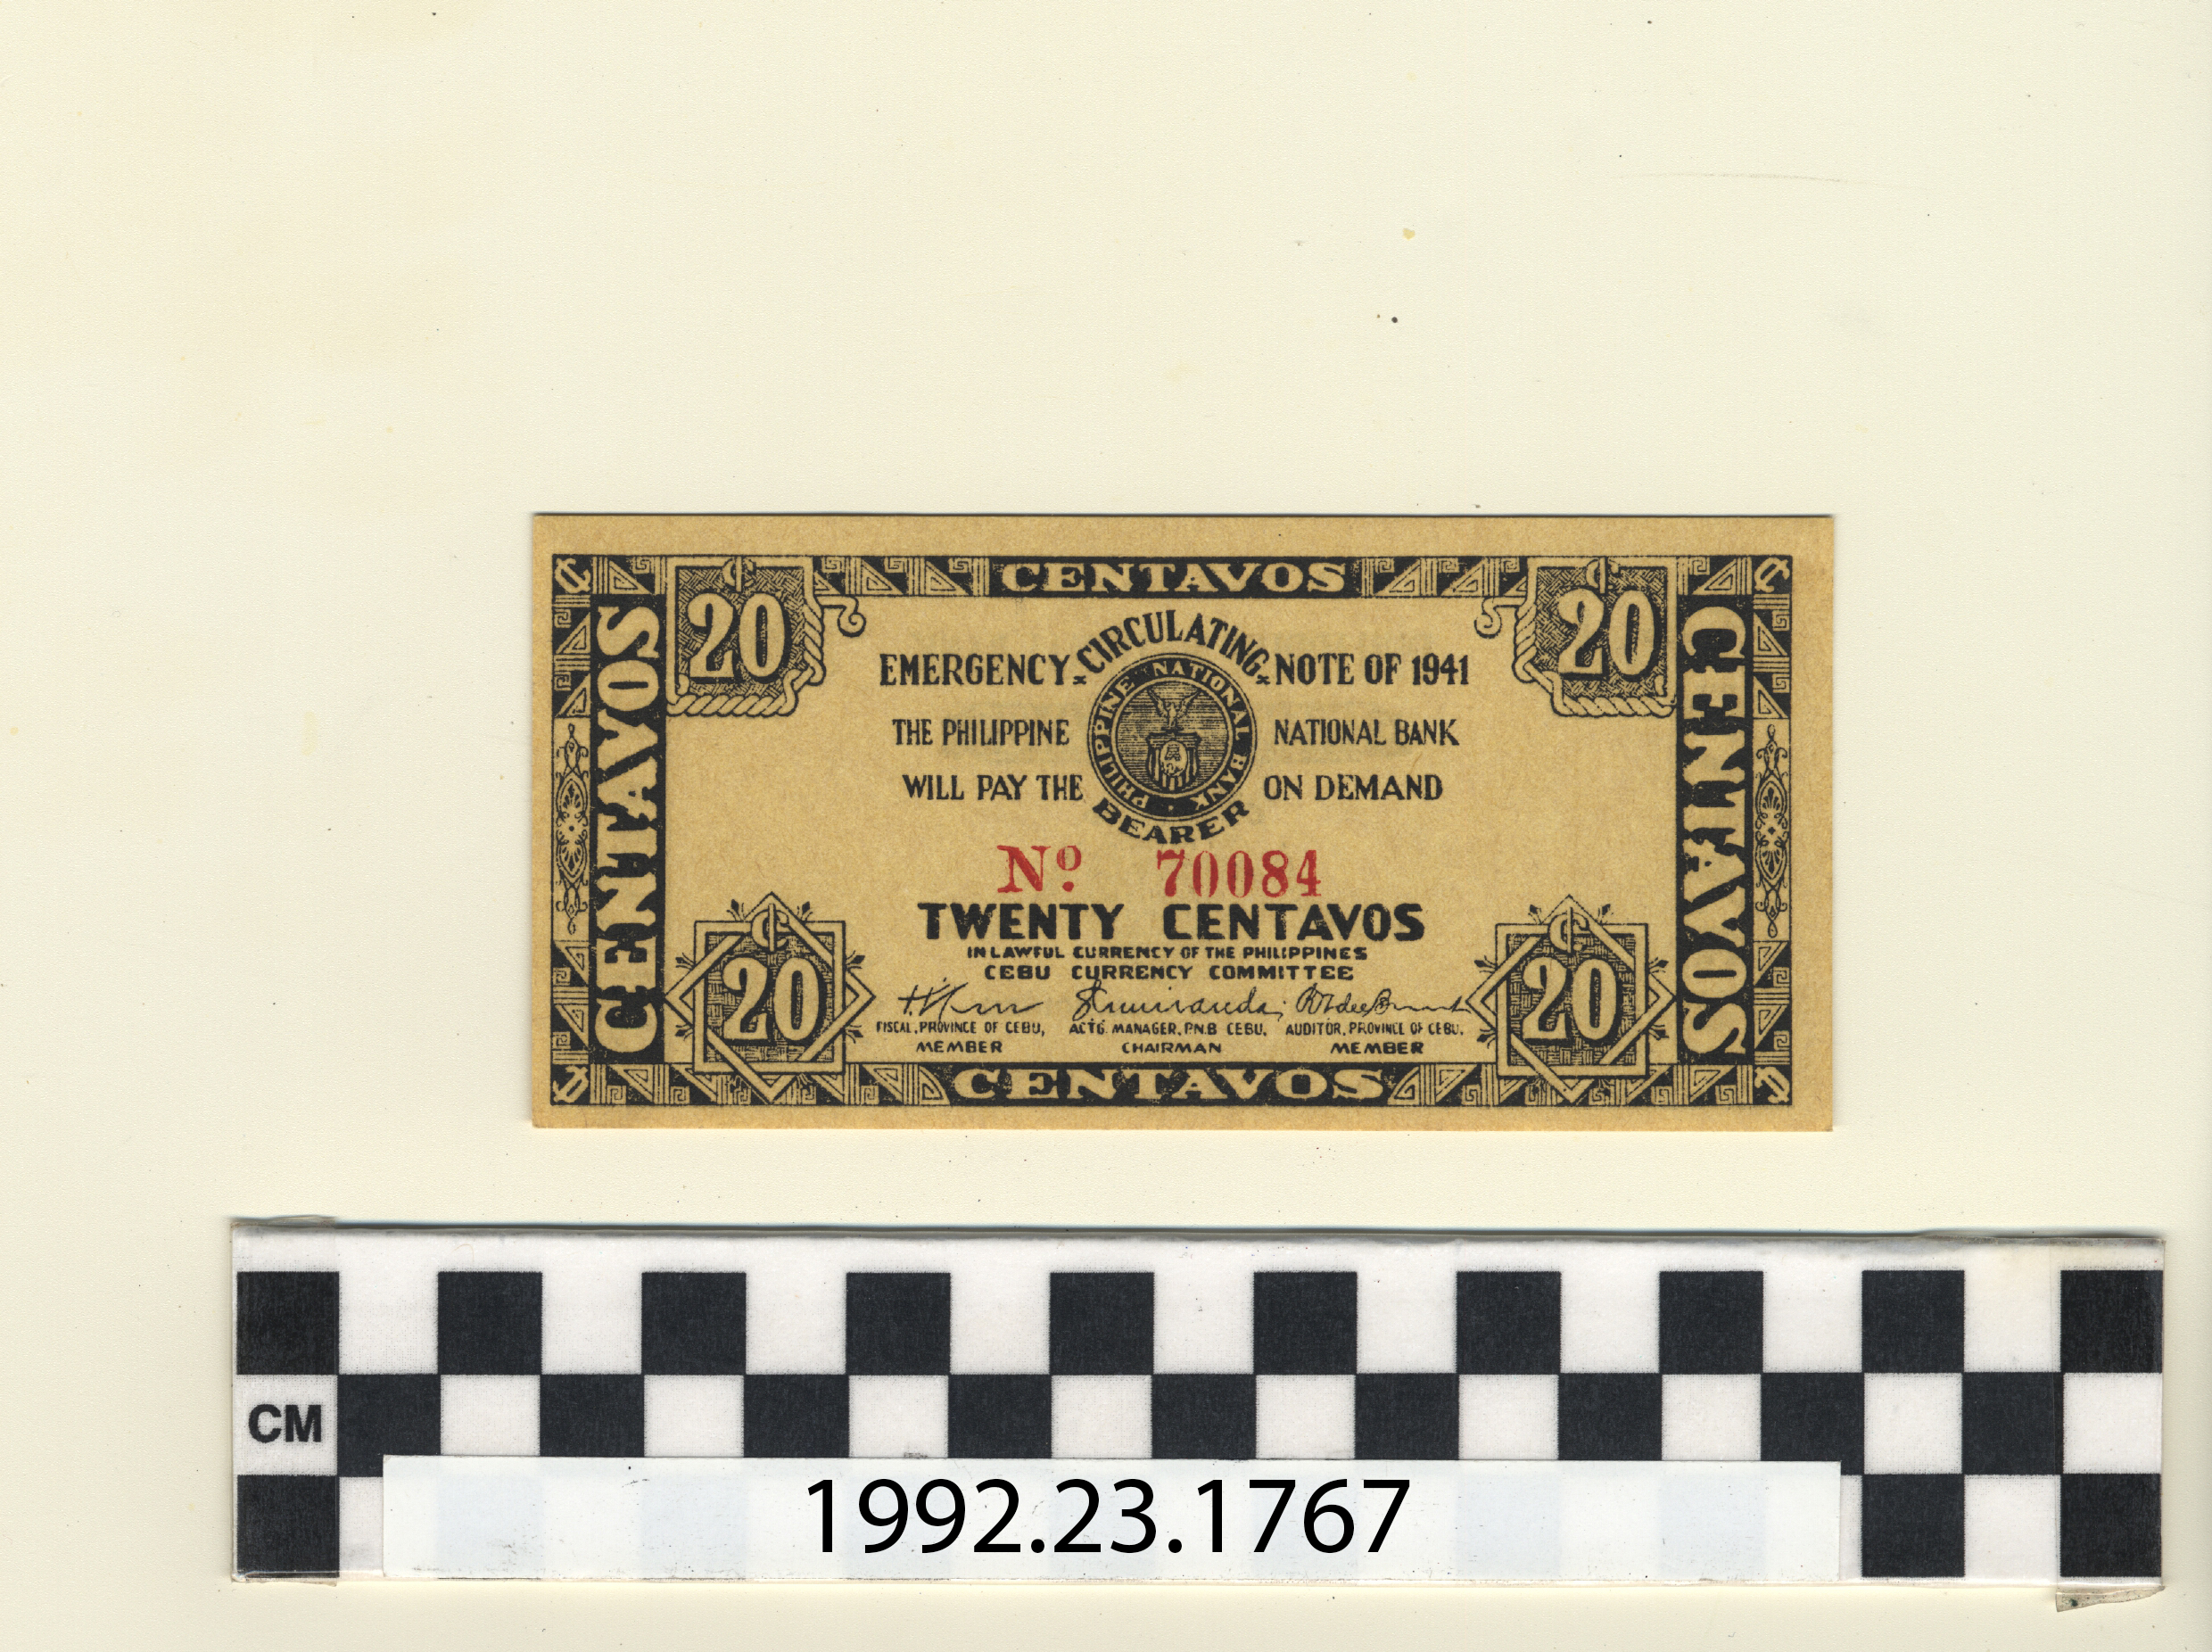 CENTAVOS
₵ 20
₵ 20
CENTAVOS
CENTAVOS
EMERGENCY CIRCULATING NOTE OF 1941
PHILIPPINE NATIONAL BANK
THE PHILIPPINE NATIONAL BANK
WILL PAY THE BEARER ON DEMAND
Nº 70084
TWENTY CENTAVOS
IN LAWFUL CURRENCY OF THE PHILIPPINES
CEBU CURRENCY COMMITTEE
₵ 20
₵ 20
FISCAL, PROVINCE OF CEBU, ACTG. MANAGER, P.N.B CEBU, AUDITOR, PROVINCE OF CEBU.
MEMBER CHAIRMAN MEMBER
CENTAVOS
CM
1992.23.1767